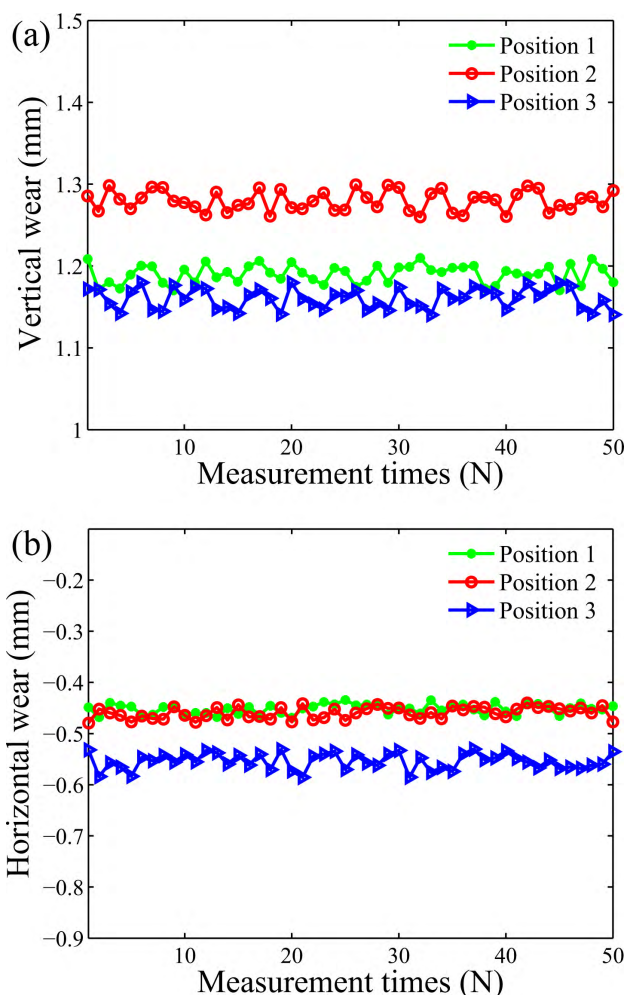 (a)
1.5
1.4
1.3
1.2
1.1
1
Vertical wear (mm)
Position 1
Position 2
Position 3
10 20 30 40 50
Measurement times (N)
(b)
−0.2
−0.3
−0.4
−0.5
−0.6
−0.7
−0.8
−0.9
Horizontal wear (mm)
Position 1
Position 2
Position 3
10 20 30 40 50
Measurement times (N)